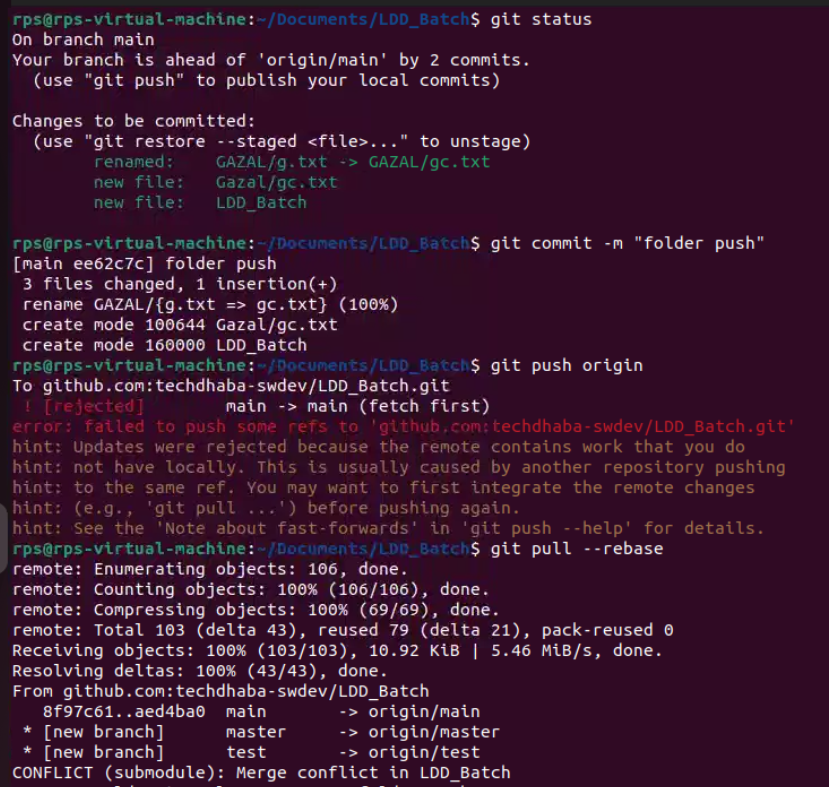 rps@rps-virtual-machine:~/Documents/LDD_Batch$ git status
On branch main
Your branch is ahead of 'origin/main' by 2 commits.
  (use "git push" to publish your local commits)

Changes to be committed:
  (use "git restore --staged <file>..." to unstage)
        renamed:    GAZAL/g.txt -> GAZAL/gc.txt
        new file:   Gazal/gc.txt
        new file:   LDD_Batch

rps@rps-virtual-machine:~/Documents/LDD_Batch$ git commit -m "folder push"
[main ee62c7c] folder push
 3 files changed, 1 insertion(+)
 rename GAZAL/{g.txt => gc.txt} (100%)
 create mode 100644 Gazal/gc.txt
 create mode 160000 LDD_Batch
rps@rps-virtual-machine:~/Documents/LDD_Batch$ git push origin
To github.com:techdhaba-swdev/LDD_Batch.git
 ! [rejected]        main -> main (fetch first)
error: failed to push some refs to 'github.com:techdhaba-swdev/LDD_Batch.git'
hint: Updates were rejected because the remote contains work that you do
hint: not have locally. This is usually caused by another repository pushing
hint: to the same ref. You may want to first integrate the remote changes
hint: (e.g., 'git pull ...') before pushing again.
hint: See the 'Note about fast-forwards' in 'git push --help' for details.
rps@rps-virtual-machine:~/Documents/LDD_Batch$ git pull --rebase
remote: Enumerating objects: 106, done.
remote: Counting objects: 100% (106/106), done.
remote: Compressing objects: 100% (69/69), done.
remote: Total 103 (delta 43), reused 79 (delta 21), pack-reused 0
Receiving objects: 100% (103/103), 10.92 KiB | 5.46 MiB/s, done.
Resolving deltas: 100% (43/43), done.
From github.com:techdhaba-swdev/LDD_Batch
   8f97c61..aed4ba0  main       -> origin/main
 * [new branch]      master     -> origin/master
 * [new branch]      test       -> origin/test
CONFLICT (submodule): Merge conflict in LDD_Batch